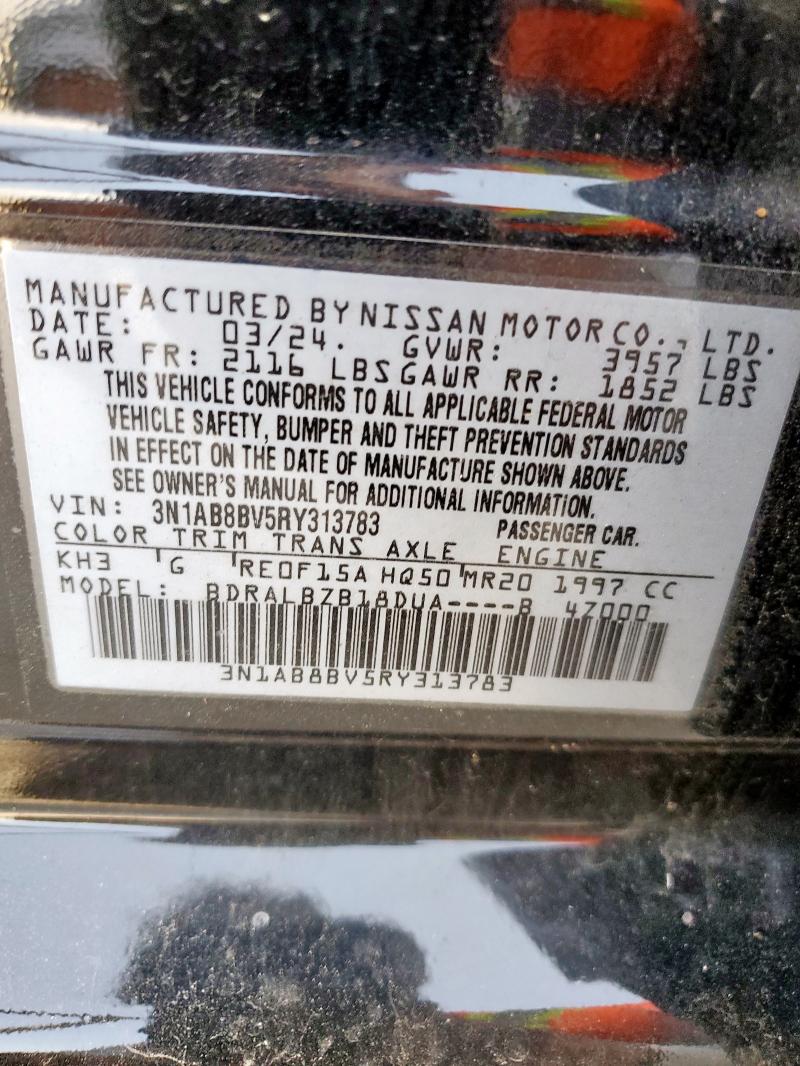 MANUFACTURED BY NISSAN MOTOR CO., LTD.
DATE: 03/24. GVWR: 3957 LBS
GAWR FR: 2116 LBS GAWR RR: 1852 LBS
THIS VEHICLE CONFORMS TO ALL APPLICABLE FEDERAL MOTOR
VEHICLE SAFETY, BUMPER AND THEFT PREVENTION STANDARDS
IN EFFECT ON THE DATE OF MANUFACTURE SHOWN ABOVE.
SEE OWNER'S MANUAL FOR ADDITIONAL INFORMATION.
VIN: 3N1AB8BV5RY313783 PASSENGER CAR.
COLOR TRIM TRANS AXLE ENGINE
KH3 G RE0F15A HQ50 MR20 1997 CC
MODEL: BDRALBZB18DUA----B 4Z000
3N1AB8BV5RY313783